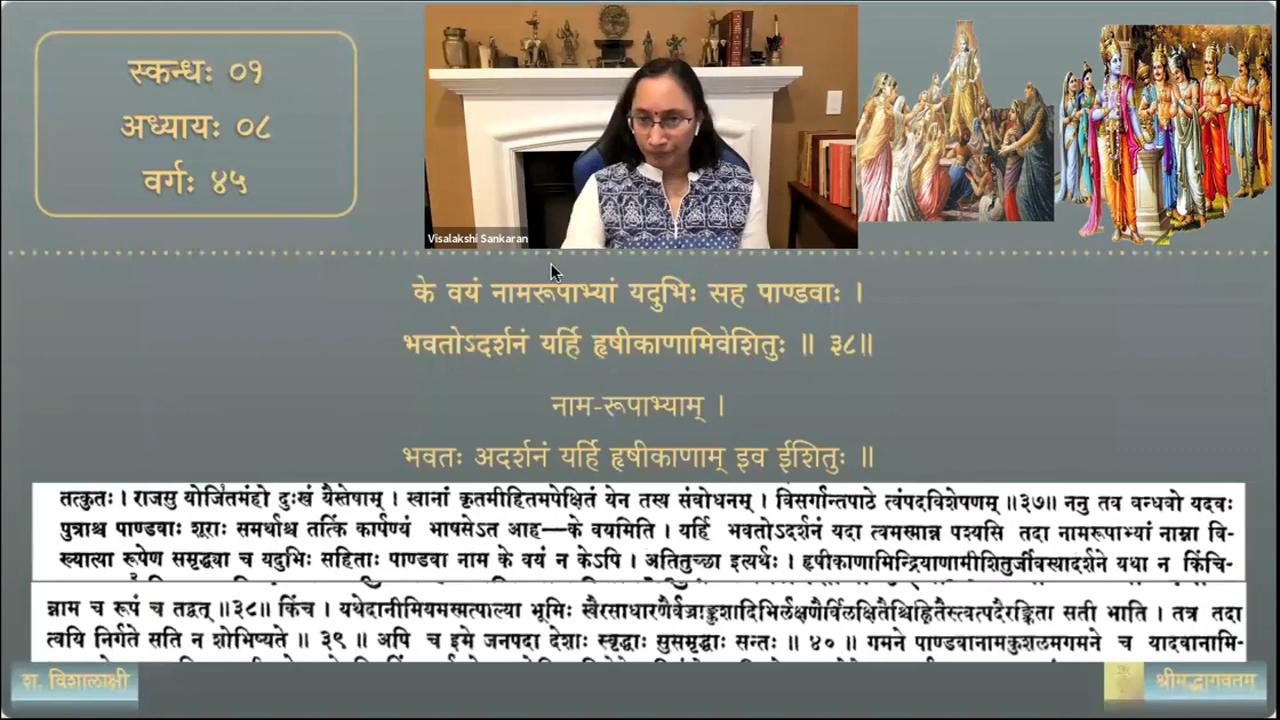 स्कन्धः ०१
अध्यायः ०८
वर्गः ४५
Visalakshi Sankaran
के वयं नामरूपाभ्यां यदुभिः सह पाण्डवाः ।
भवतोऽदर्शनं यर्हि हृषीकाणामिवेशितुः ॥ ३८॥
नाम-रूपाभ्याम् ।
भवतः अदर्शनं यर्हि हृषीकाणाम् इव ईशितुः ॥
तत्कुतः । राजसु योजितमंहो दुःखं यैस्तेषाम् । स्वानां कृतमीहितमपेक्षितं येन तस्य संबोधनम् । विसर्गान्तपाठे त्वंपदविशेषणम् ॥३७॥ ननु तव बन्धवो यदवः
पुत्राश्च पाण्डवाः शूराः समर्थाश्च तत्किं कार्पण्यं भाषसेऽत आह—के वयमिति । यर्हि भवतोऽदर्शनं यदा त्वमस्मान्न पश्यसि तदा नामरूपाभ्यां नाम्ना वि-
ख्यात्या रूपेण समृद्ध्या च यदुभिः सहिताः पाण्डवा नाम के वयं न केऽपि । अतितुच्छा इत्यर्थः । हृषीकाणामिन्द्रियाणामीशितुर्जीवस्यादर्शने यथा न किंचि-
न्नाम च रूपं च तद्वत् ॥३८॥ किंच । यथेदानीमियमस्मत्पाल्या भूमिः स्वैरसाधारणैर्वज्राङ्कुशादिभिर्लक्षणैर्विलक्षितैश्चिह्नितैस्त्वत्पदैरङ्किता सती भाति । तत्र तदा
त्वयि निर्गते सति न शोभिष्यते ॥ ३९ ॥ अपि च इमे जनपदा देशाः स्वृद्धाः सुसमृद्धाः सन्तः ॥ ४० ॥ गमने पाण्डवानामकुशलमगमने च यादवानामि-
श. विशालाक्षी
श्रीमद्भागवतम्